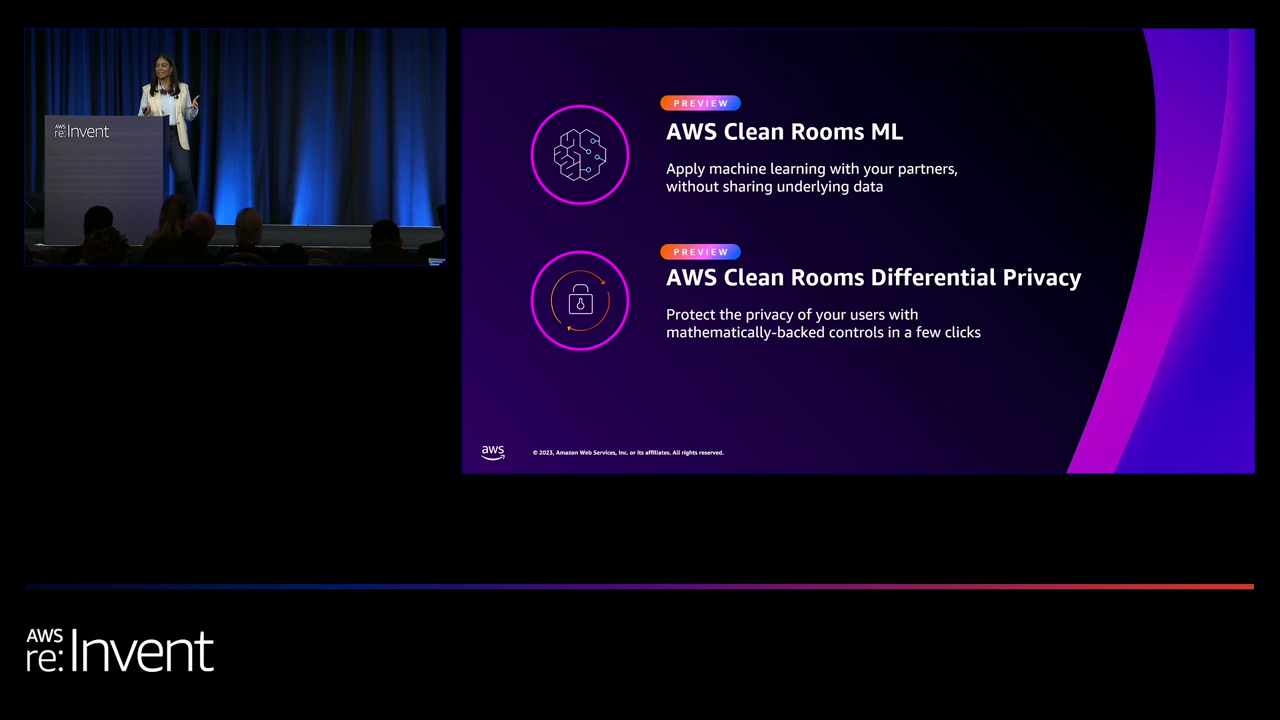 AWS
re:Invent
PREVIEW
AWS Clean Rooms ML
Apply machine learning with your partners,
without sharing underlying data
PREVIEW
AWS Clean Rooms Differential Privacy
Protect the privacy of your users with
mathematically-backed controls in a few clicks
aws
© 2023, Amazon Web Services, Inc. or its affiliates. All rights reserved.
AWS
re:Invent